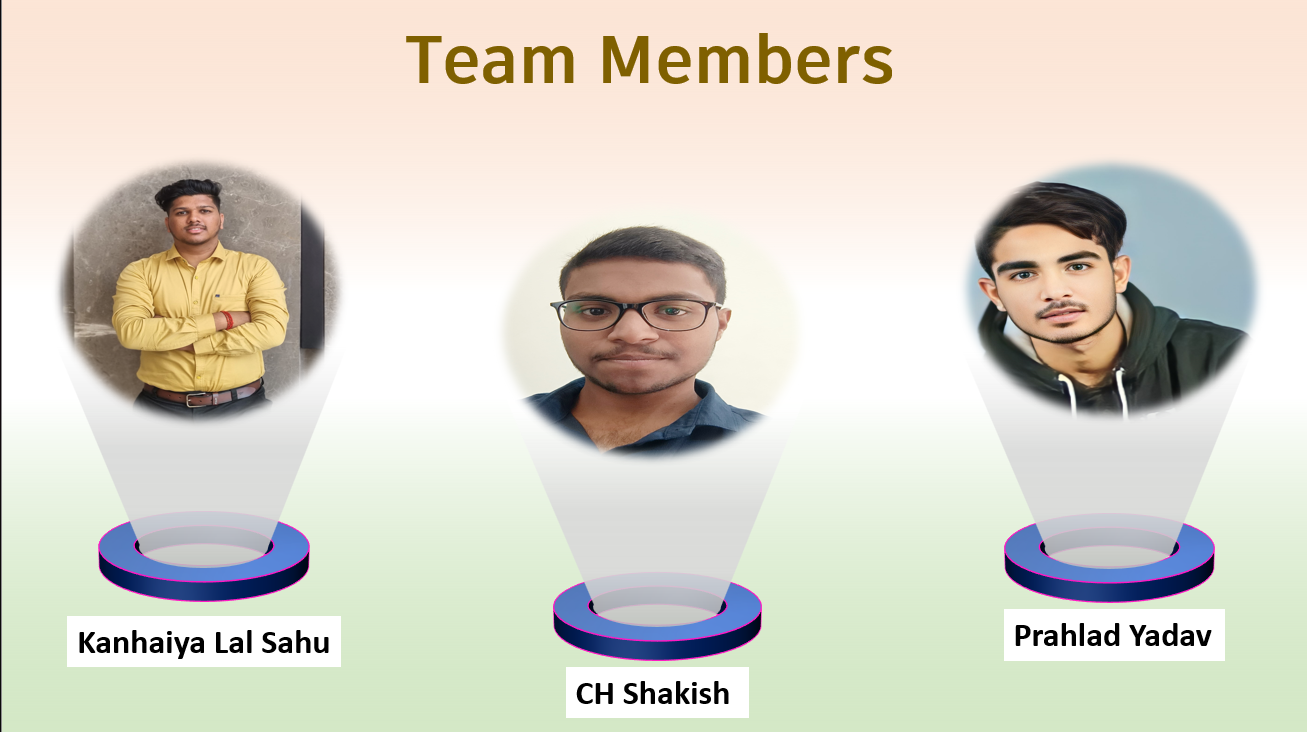 Team Members
Kanhaiya Lal Sahu
CH Shakish
Prahlad Yadav